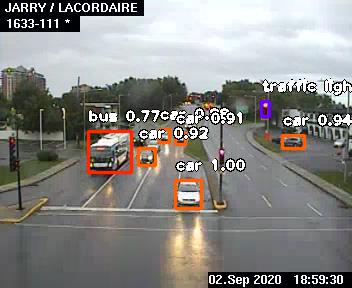 JARRY / LACORDAIRE
1633-111 *
traffic ligh
bus 0.77
car 0.91
car 0.94
car 0.92
car 1.00
02.Sep 2020 18:59:30